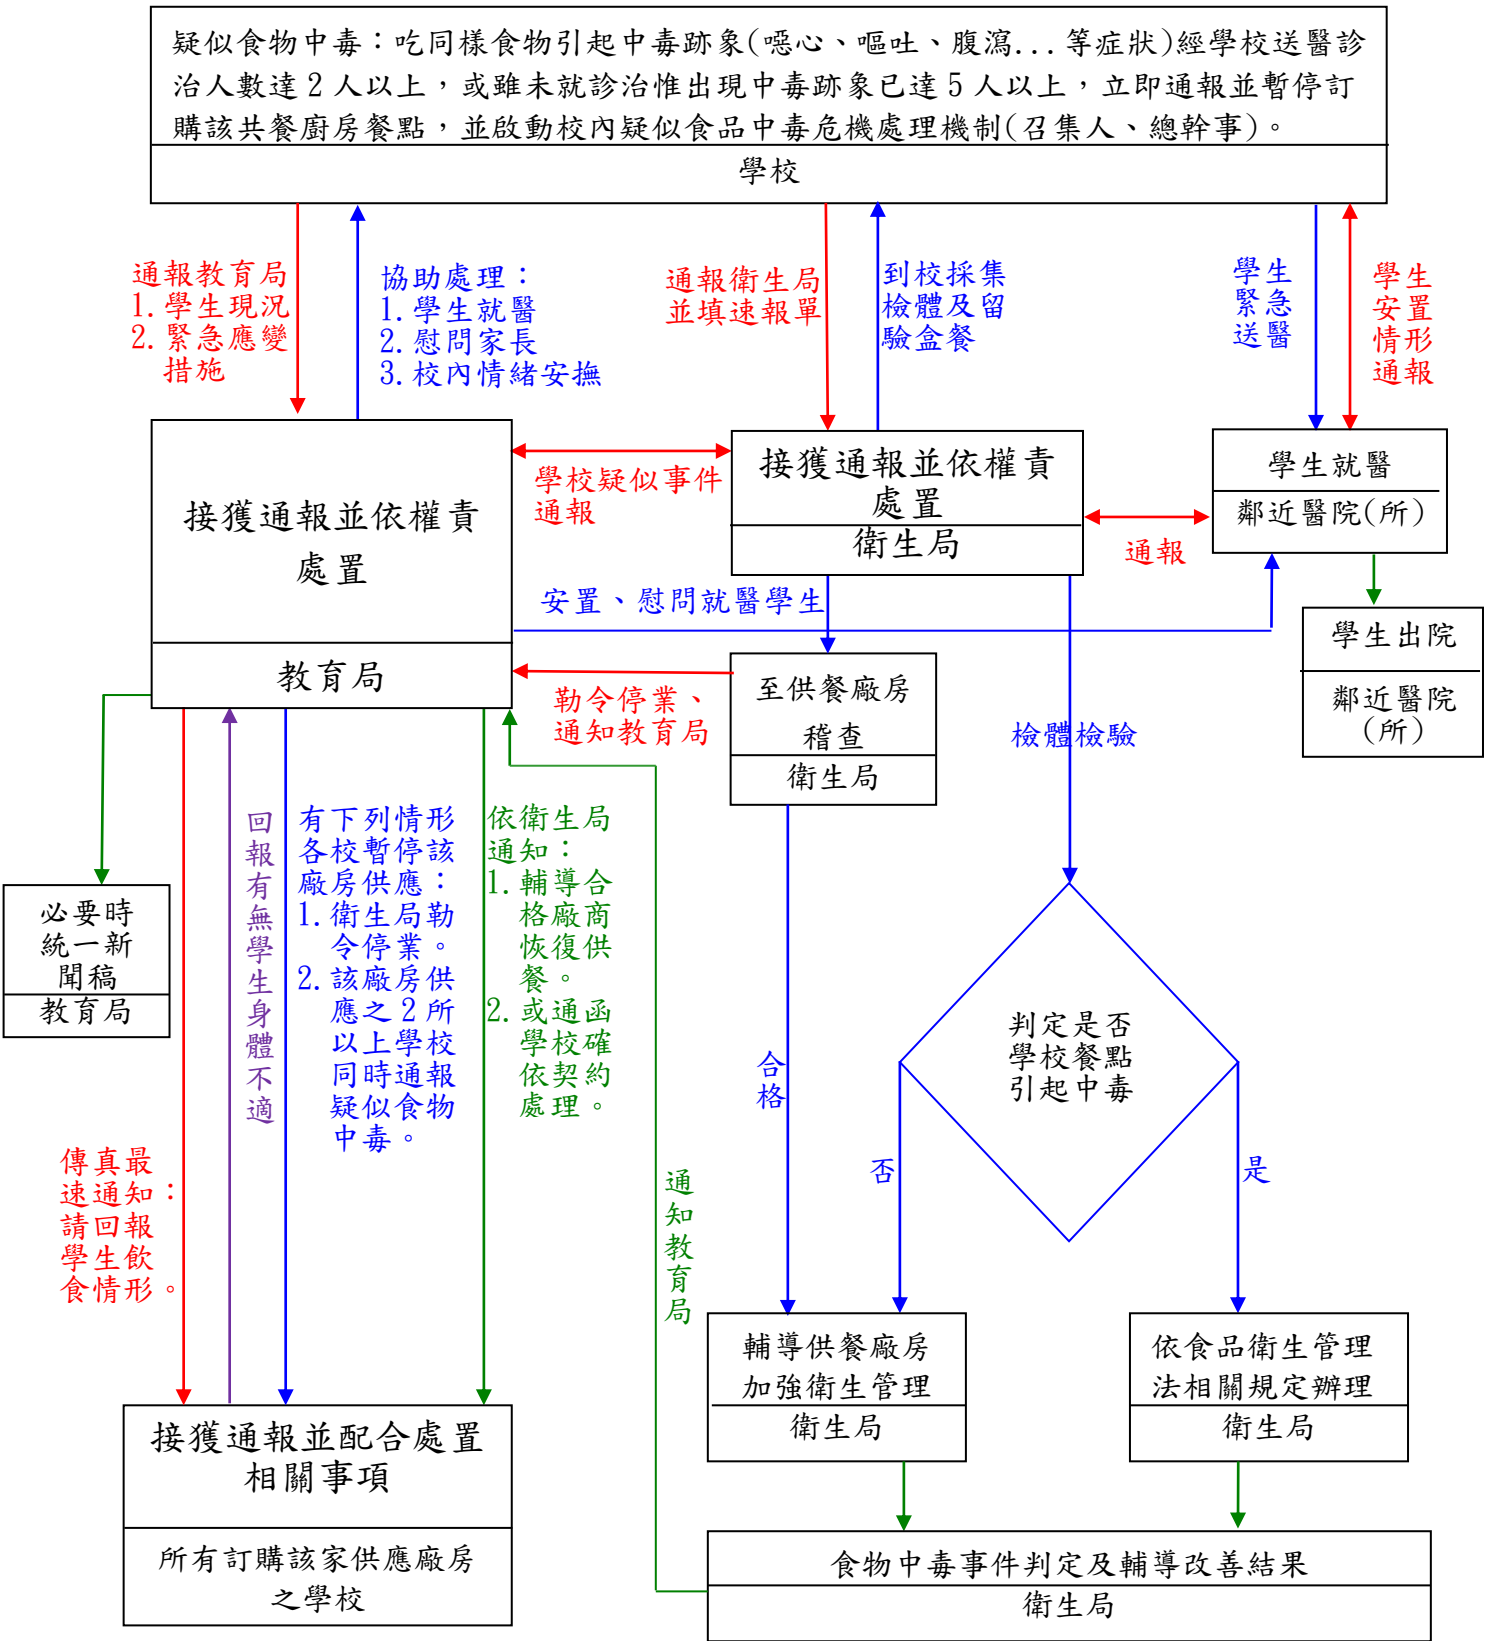 疑似食物中毒：吃同樣食物引起中毒跡象(噁心、嘔吐、腹瀉...等症狀)經學校送醫診
治人數達2人以上，或雖未就診治惟出現中毒跡象已達5人以上，立即通報並暫停訂
購該共餐廚房餐點，並啟動校內疑似食品中毒危機處理機制(召集人、總幹事)。
學校
通報教育局
1.學生現況
2.緊急應變
措施
協助處理：
1.學生就醫
2.慰問家長
3.校內情緒安撫
通報衛生局
並填速報單
到校採集
檢體及留
驗盒餐
學生
緊急
送醫
學生
安置
情形
通報
接獲通報並依權責
處置
教育局
學校疑似事件
通報
接獲通報並依權責
處置
衛生局
通報
學生就醫
鄰近醫院(所)
安置、慰問就醫學生
學生出院
鄰近醫院
(所)
勒令停業、
通知教育局
至供餐廠房
稽查
衛生局
檢體檢驗
必要時
統一新
聞稿
教育局
回報有無學生身體不適
有下列情形
各校暫停該
廠房供應：
1.衛生局勒
令停業。
2.該廠房供
應之2所
以上學校
同時通報
疑似食物
中毒。
依衛生局
通知：
1.輔導合
格廠商
恢復供
餐。
2.或通函
學校確
依契約
處理。
合格
判定是否
學校餐點
引起中毒
否
是
傳真最
速通知：
請回報
學生飲
食情形。
通知教育局
輔導供餐廠房
加強衛生管理
衛生局
依食品衛生管理
法相關規定辦理
衛生局
接獲通報並配合處置
相關事項
所有訂購該家供應廠房
之學校
食物中毒事件判定及輔導改善結果
衛生局